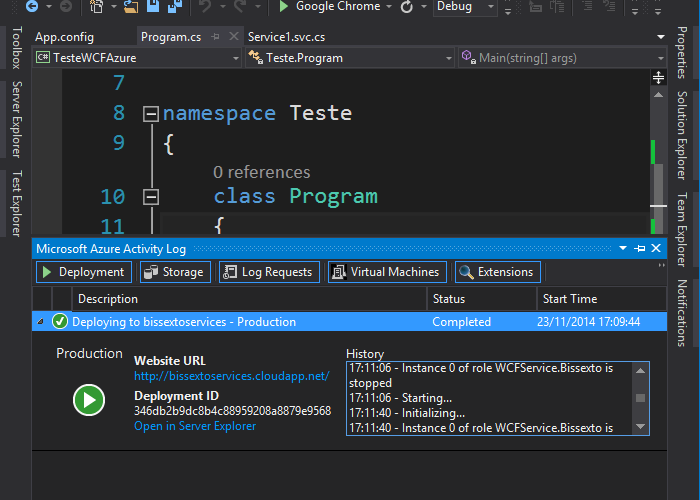 Google Chrome
Debug
App.config
Program.cs
Service1.svc.cs
TesteWCFAzure
Teste.Program
Main(string[] args)
Toolbox
Server Explorer
Test Explorer
Properties
Solution Explorer
Team Explorer
Notifications
7
8 namespace Teste
9 {
0 references
10 class Program
11 {
Microsoft Azure Activity Log
Deployment
Storage
Log Requests
Virtual Machines
Extensions
Description
Status
Start Time
Deploying to bissextoservices - Production
Completed
23/11/2014 17:09:44
Production
Website URL
http://bissextoservices.cloudapp.net/
Deployment ID
346db2b9dc8b4c88959208a8879e9568
Open in Server Explorer
History
17:11:06 - Instance 0 of role WCFService.Bissexto is
stopped
17:11:06 - Starting...
17:11:40 - Initializing...
17:11:40 - Instance 0 of role WCFService.Bissexto is